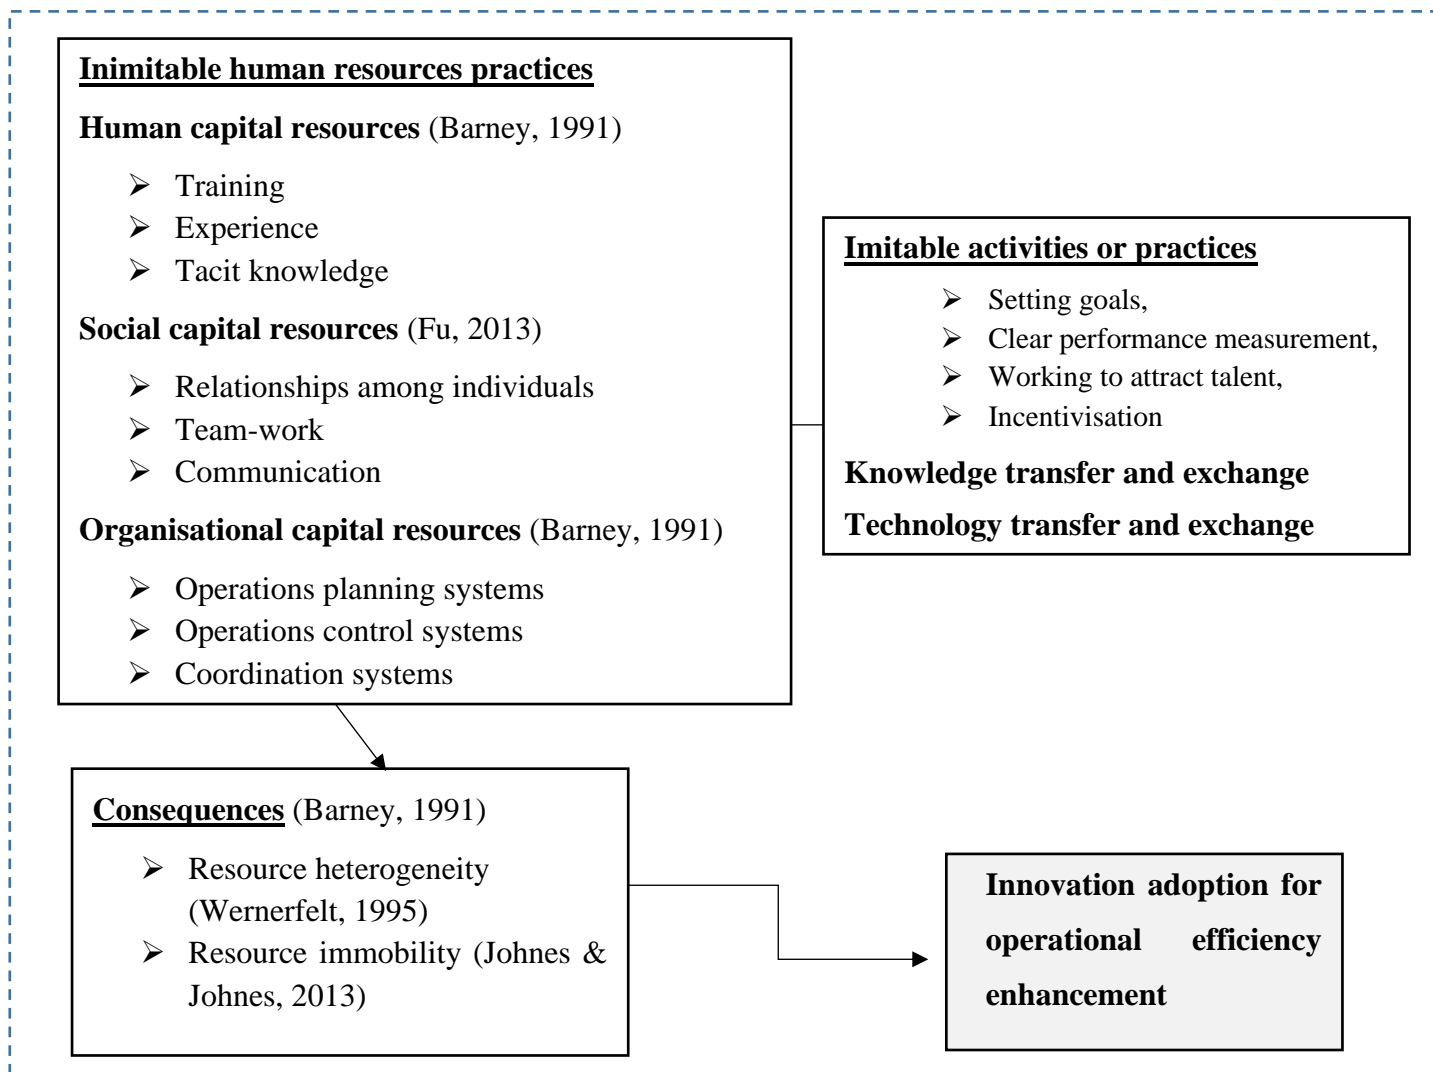 Inimitable human resources practices
Human capital resources (Barney, 1991)
➢ Training
➢ Experience
➢ Tacit knowledge
Social capital resources (Fu, 2013)
➢ Relationships among individuals
➢ Team-work
➢ Communication
Organisational capital resources (Barney, 1991)
➢ Operations planning systems
➢ Operations control systems
➢ Coordination systems
Imitable activities or practices
➢ Setting goals,
➢ Clear performance measurement,
➢ Working to attract talent,
➢ Incentivisation
Knowledge transfer and exchange
Technology transfer and exchange
Consequences (Barney, 1991)
➢ Resource heterogeneity
(Wernerfelt, 1995)
➢ Resource immobility (Johnes &
Johnes, 2013)
Innovation adoption for
operational efficiency
enhancement